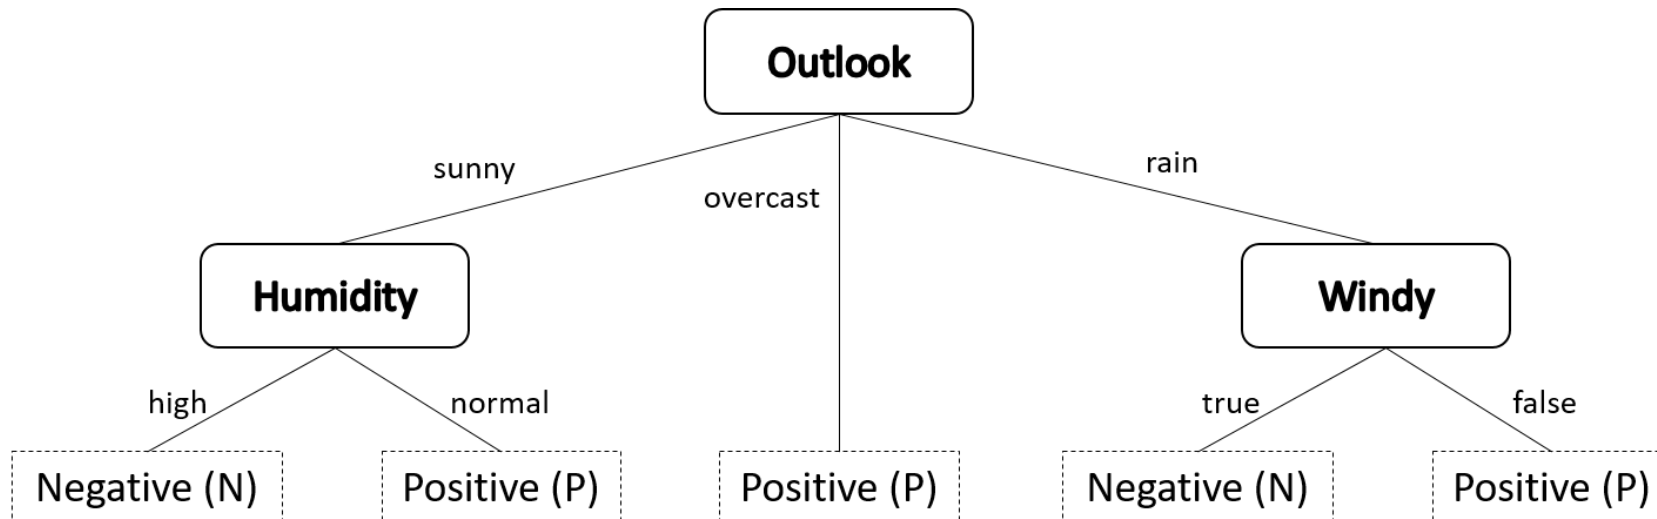 Outlook
sunny
overcast
rain
Humidity
Windy
high
normal
true
false
Negative (N)
Positive (P)
Positive (P)
Negative (N)
Positive (P)